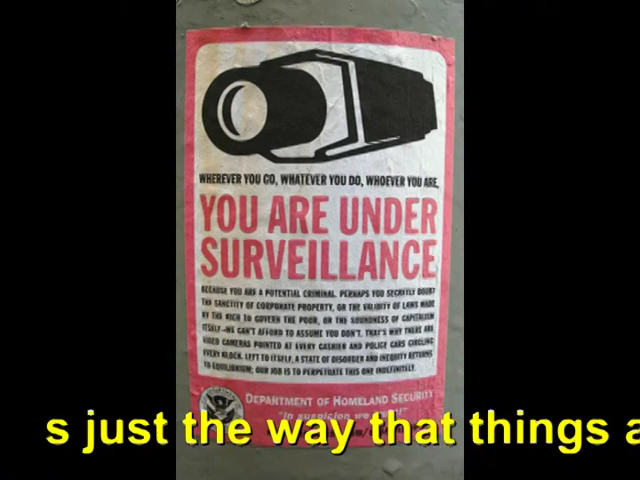 WHEREVER YOU GO, WHATEVER YOU DO, WHOEVER YOU ARE,
YOU ARE UNDER
SURVEILLANCE
BECAUSE YOU ARE A POTENTIAL CRIMINAL. PERHAPS YOU SECRETLY DOUBT
THE SANCTITY OF CORPORATE PROPERTY, OR THE VALIDITY OF LAWS MADE
BY THE RICH TO GOVERN THE POOR, OR THE SOUNDNESS OF CAPITALISM
ITSELF–WE CAN'T AFFORD TO ASSUME YOU DON'T. THAT'S WHY THERE ARE
VIDEO CAMERAS POINTED AT EVERY CASHIER AND POLICE CARS CIRCLING
EVERY BLOCK. LEFT TO ITSELF, A STATE OF DISORDER AND INEQUITY RETURNS
TO EQUILIBRIUM; OUR JOB IS TO PERPETUATE THIS ONE INDEFINITELY.
DEPARTMENT OF HOMELAND SECURITY
"In suspicion we
s just the way that things a